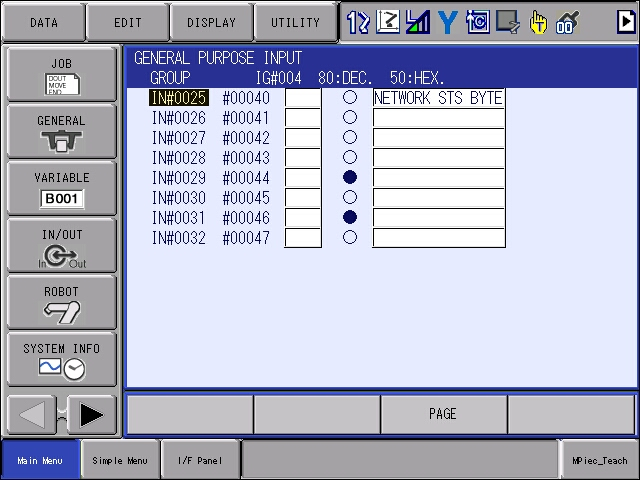 DATA EDIT DISPLAY UTILITY
JOB
DOUT
MOVE
END
GENERAL
VARIABLE
B001
IN/OUT
In Out
ROBOT
SYSTEM INFO
GENERAL PURPOSE INPUT
GROUP IG#004 80:DEC. 50:HEX.
IN#0025 #00040 NETWORK STS BYTE
IN#0026 #00041
IN#0027 #00042
IN#0028 #00043
IN#0029 #00044
IN#0030 #00045
IN#0031 #00046
IN#0032 #00047
PAGE
Main Menu Simple Menu I/F Panel MPiec_Teach